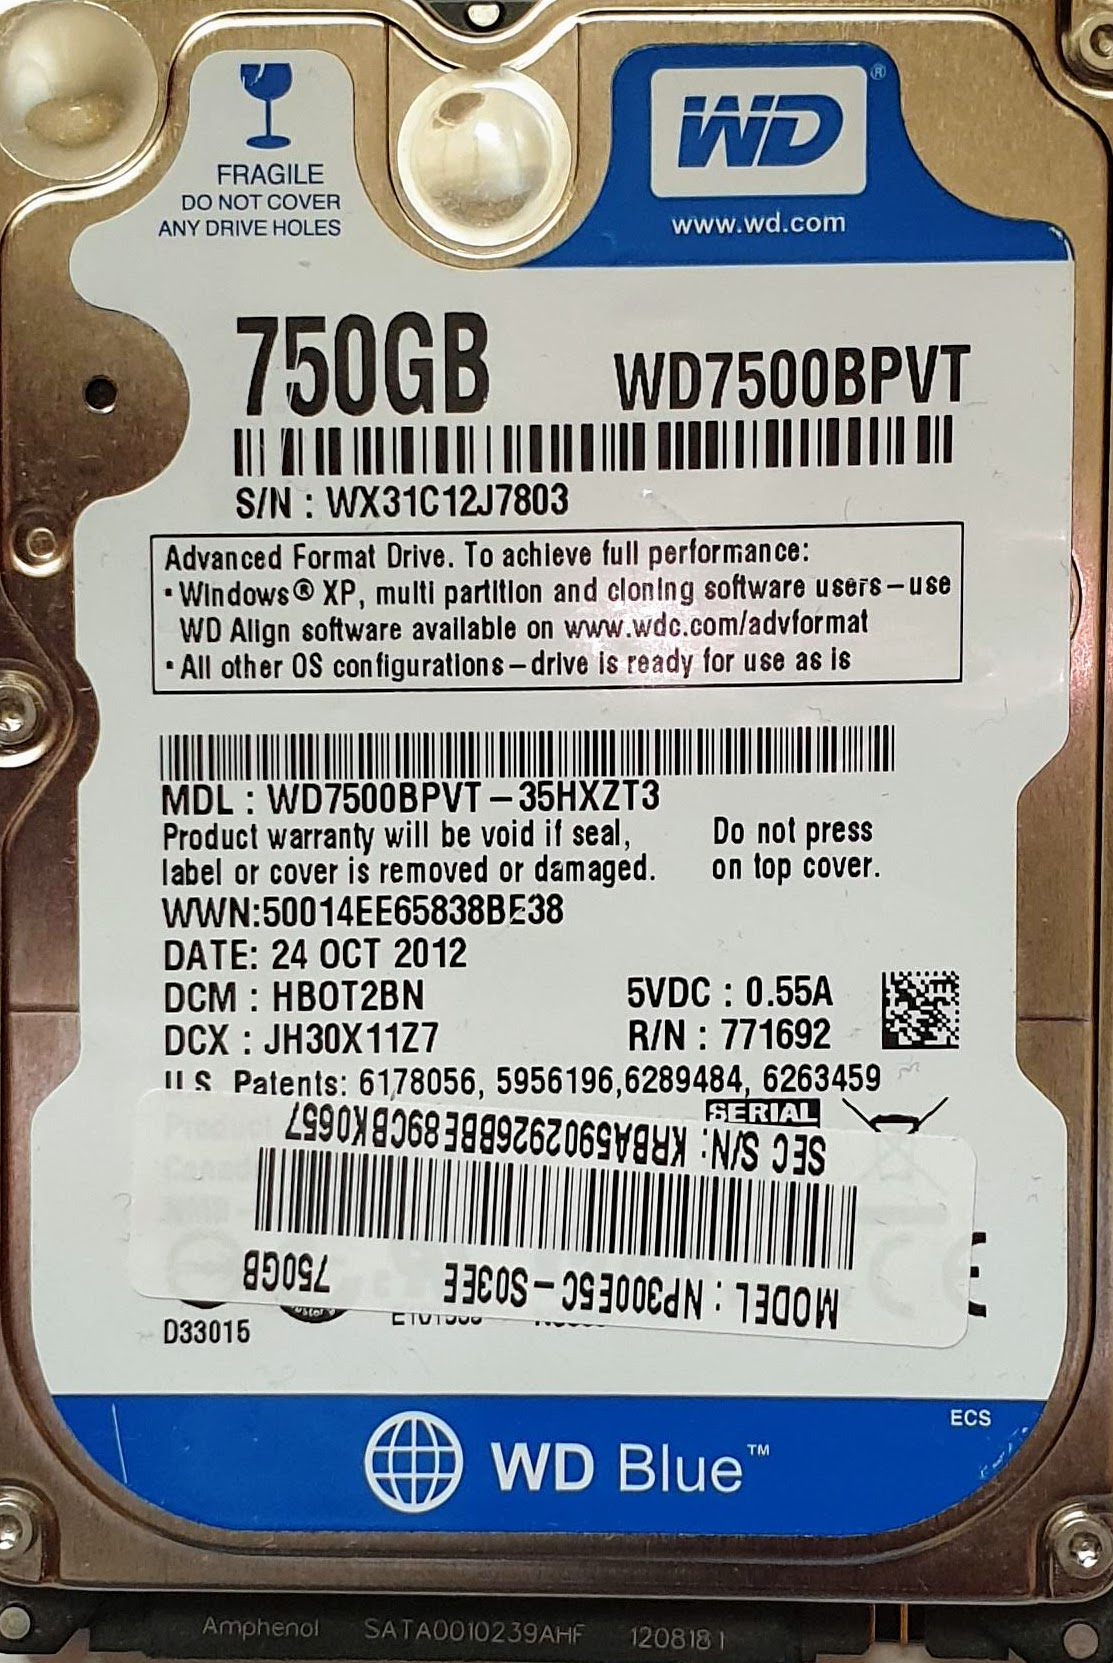 FRAGILE
DO NOT COVER
ANY DRIVE HOLES
WD®
www.wd.com
750GB
WD7500BPVT
S/N : WX31C12J7803
Advanced Format Drive. To achieve full performance:
• Windows® XP, multi partition and cloning software users – use
WD Align software available on www.wdc.com/advformat
• All other OS configurations – drive is ready for use as is
MDL : WD7500BPVT – 35HXZT3
Product warranty will be void if seal,
label or cover is removed or damaged.
Do not press
on top cover.
WWN:50014EE65838BE38
DATE: 24 OCT 2012
DCM : HBOT2BN
DCX : JH30X11Z7
5VDC : 0.55A
R/N : 771692
U.S. Patents: 6178056, 5956196,6289484, 6263459
SERIAL
SEC S/N: KRBA5902926BBE89CBK0657
MODEL : NP300E5C – S03EE 750GB
D33015
ECS
WD Blue™
Amphenol SATA0010239AHF 1208181